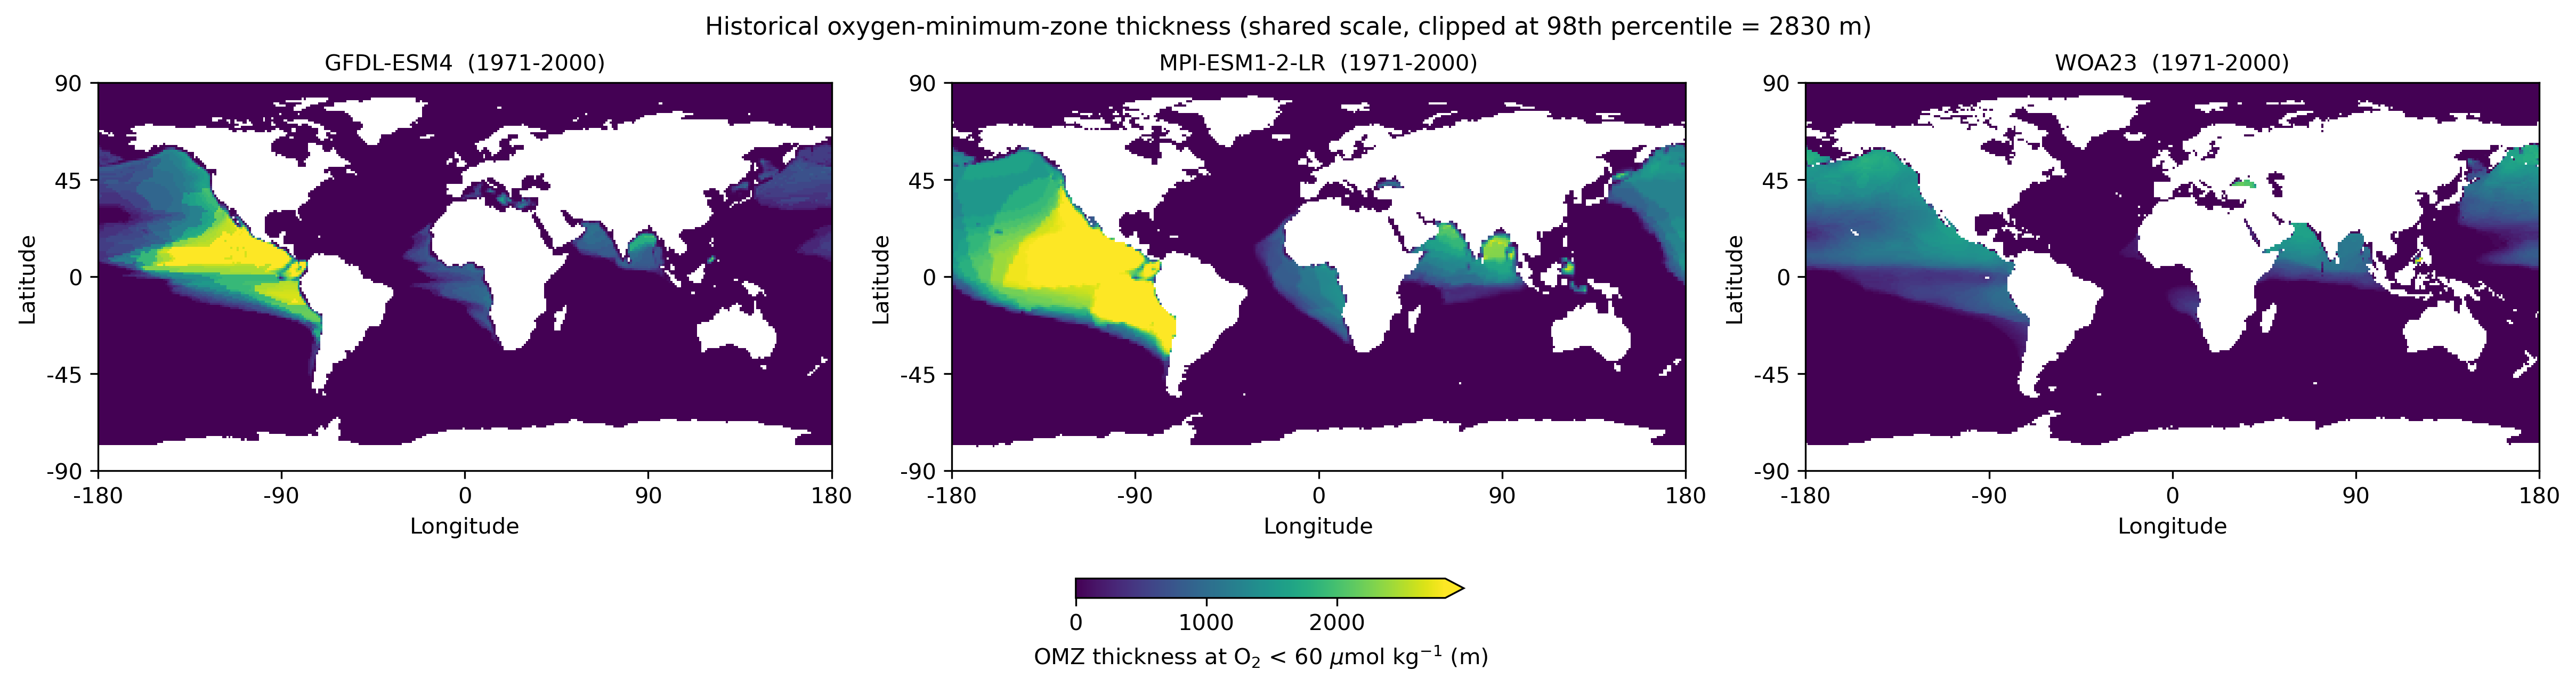 Historical oxygen-minimum-zone thickness (shared scale, clipped at 98th percentile = 2830 m)
GFDL-ESM4 (1971-2000)
90
45
0
-45
-90
Latitude
-180 -90 0 90 180
Longitude
MPI-ESM1-2-LR (1971-2000)
90
45
0
-45
-90
Latitude
-180 -90 0 90 180
Longitude
WOA23 (1971-2000)
90
45
0
-45
-90
Latitude
-180 -90 0 90 180
Longitude
0 1000 2000
OMZ thickness at O₂ < 60 μmol kg⁻¹ (m)